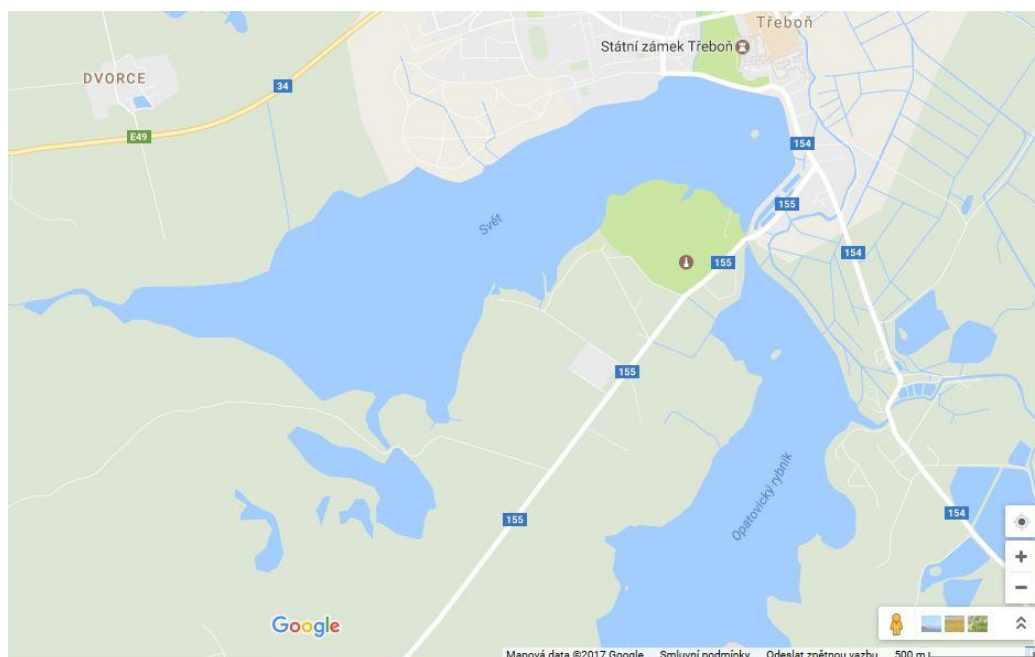 Třeboň
Státní zámek Třeboň
DVORCE
34
E49
154
155
Svět
154
155
155
Opatovický rybník
154
155
Google
Mapová data ©2017 Google Smluvní podmínky Odeslat zpětnou vazbu 500 m